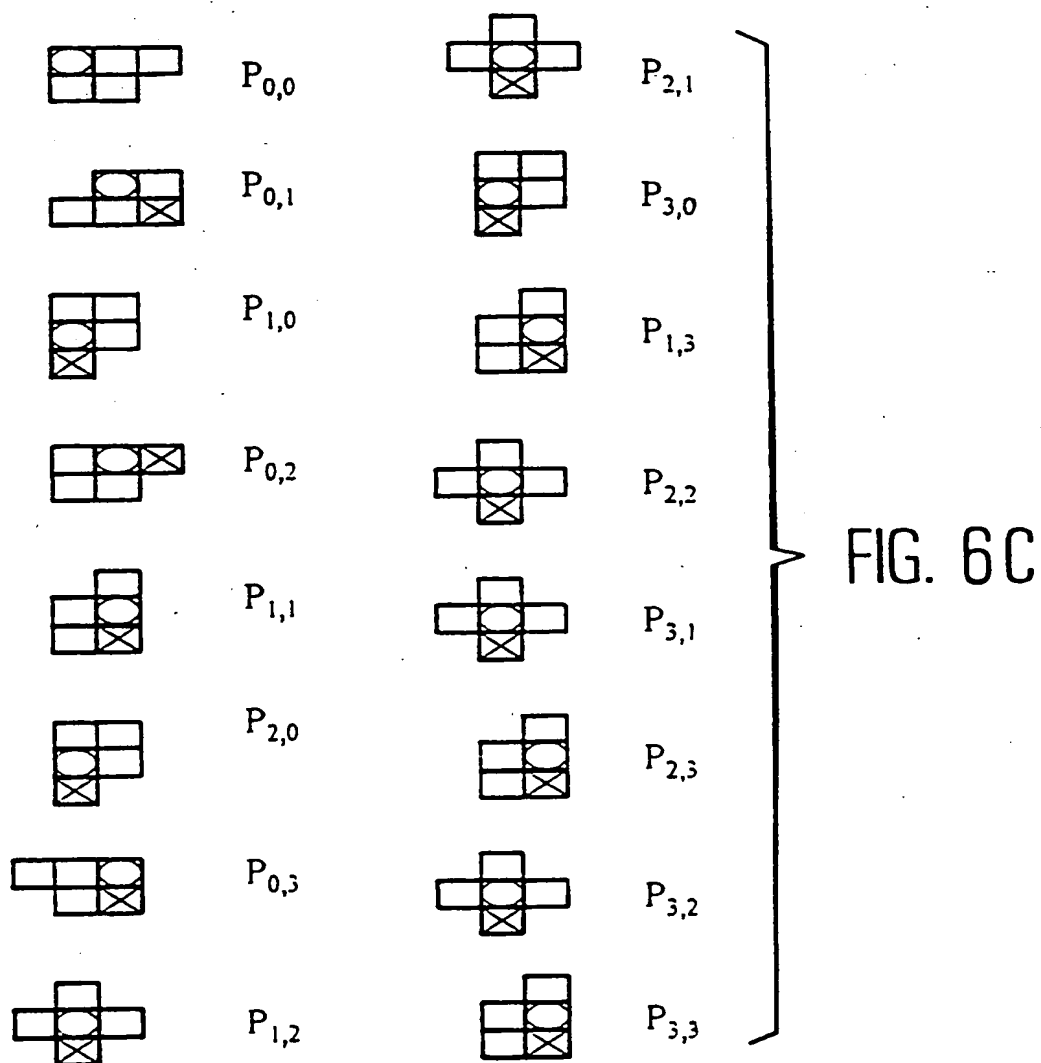 P0,0
P0,1
P1,0
P0,2
P1,1
P2,0
P0,3
P1,2
P2,1
P3,0
P1,3
P2,2
P3,1
P2,3
P3,2
P3,3
FIG. 6C